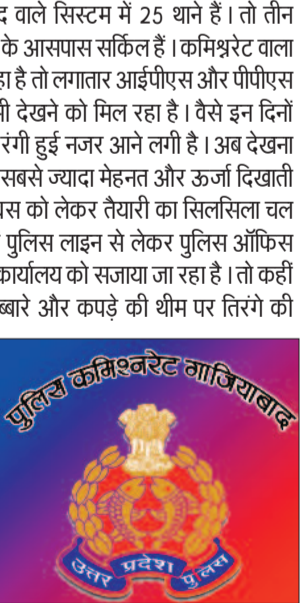 द वाले सिस्टम में 25 थाने हैं। तो तीन
के आसपास सर्किल हैं। कमिश्नरेट वाला
हा है तो लगातार आईपीएस और पीपीएस
भी देखने को मिल रहा है। वैसे इन दिनों
रंगी हुई नजर आने लगी है। अब देखना
सबसे ज्यादा मेहनत और ऊर्जा दिखाती
को लेकर तैयारी का सिलसिला चल
पुलिस लाइन से लेकर पुलिस ऑफिस
कार्यालय को सजाया जा रहा है। तो कहीं
ब्बारे और कपड़े की थीम पर तिरंगे की
पुलिस कमिश्नरेट गाजियाबाद
उत्तर प्रदेश पुलिस